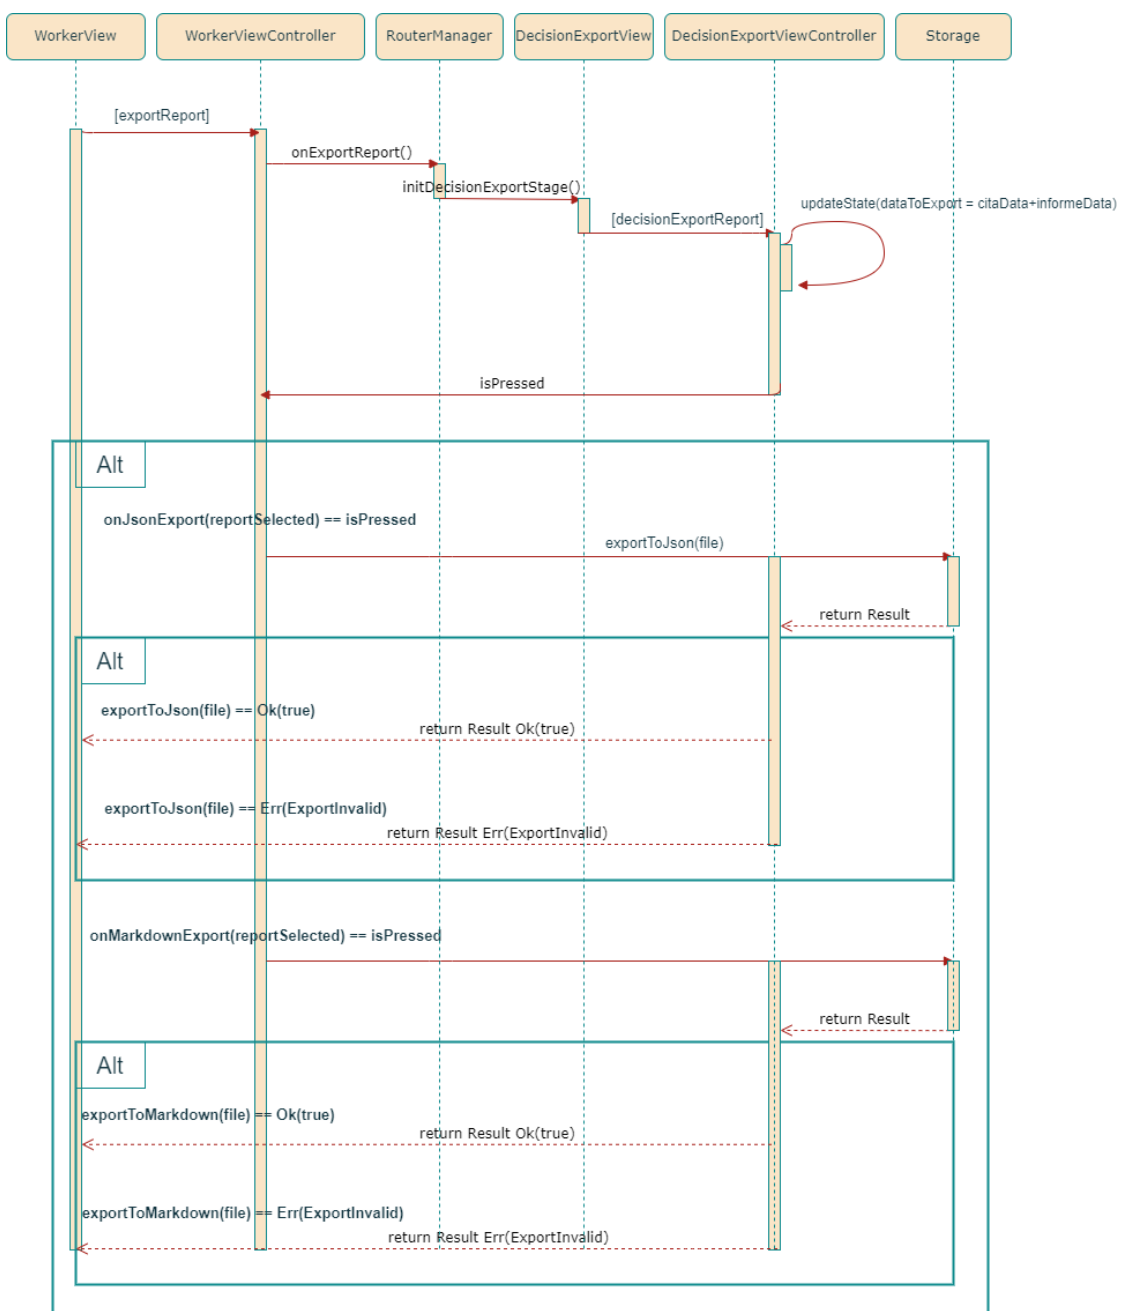 WorkerView
WorkerViewController
RouterManager
DecisionExportView
DecisionExportViewController
Storage
[exportReport]
onExportReport()
initDecisionExportStage()
updateState(dataToExport = citaData+informeData)
[decisionExportReport]
isPressed
Alt
onJsonExport(reportSelected) == isPressed
exportToJson(file)
return Result
Alt
exportToJson(file) == Ok(true)
return Result Ok(true)
exportToJson(file) == Err(ExportInvalid)
return Result Err(ExportInvalid)
onMarkdownExport(reportSelected) == isPressed
return Result
Alt
exportToMarkdown(file) == Ok(true)
return Result Ok(true)
exportToMarkdown(file) == Err(ExportInvalid)
return Result Err(ExportInvalid)